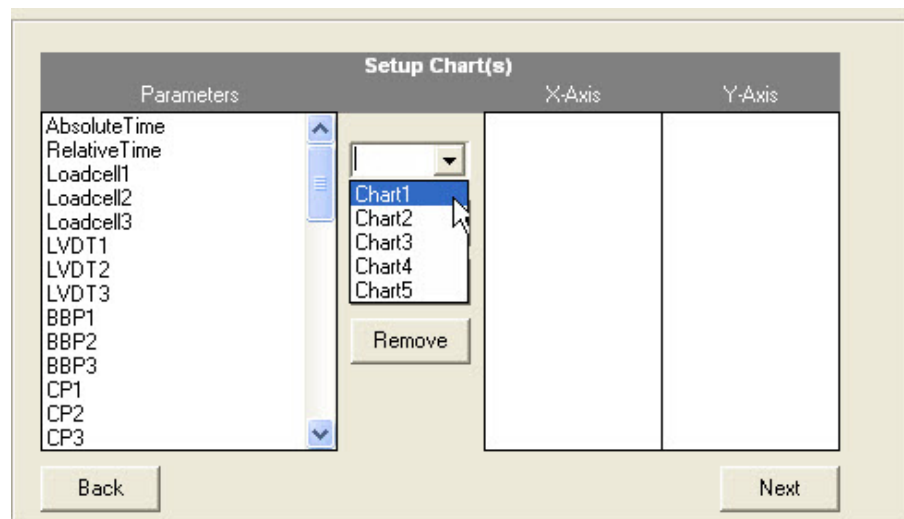 Setup Chart(s)
Parameters
X-Axis
Y-Axis
AbsoluteTime
RelativeTime
Loadcell1
Loadcell2
Loadcell3
LVDT1
LVDT2
LVDT3
BBP1
BBP2
BBP3
CP1
CP2
CP3
Chart1
Chart2
Chart3
Chart4
Chart5
Remove
Back
Next